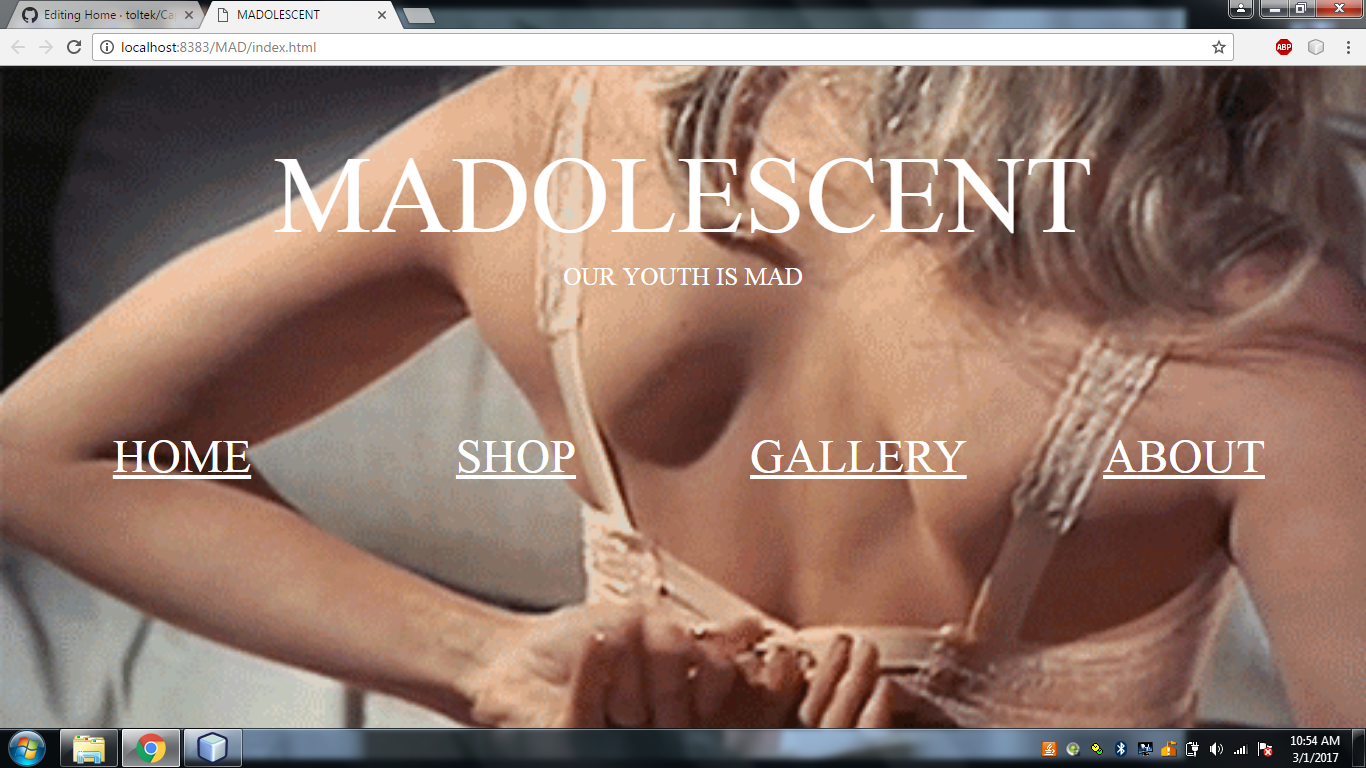 Editing Home · toltek/Ca
MADOLESCENT
localhost:8383/MAD/index.html
ABP
MADOLESCENT
OUR YOUTH IS MAD
HOME SHOP GALLERY ABOUT
10:54 AM
3/1/2017